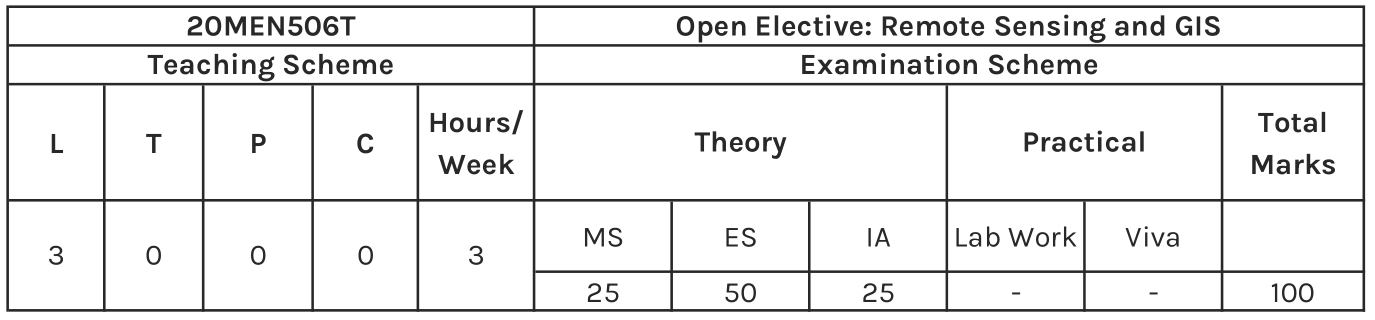 20MEN506T Open Elective: Remote Sensing and GIS
Teaching Scheme Examination Scheme
L T P C Hours/ Week Theory Practical Total Marks
3 0 0 0 3 MS ES IA Lab Work Viva
25 50 25 - - 100